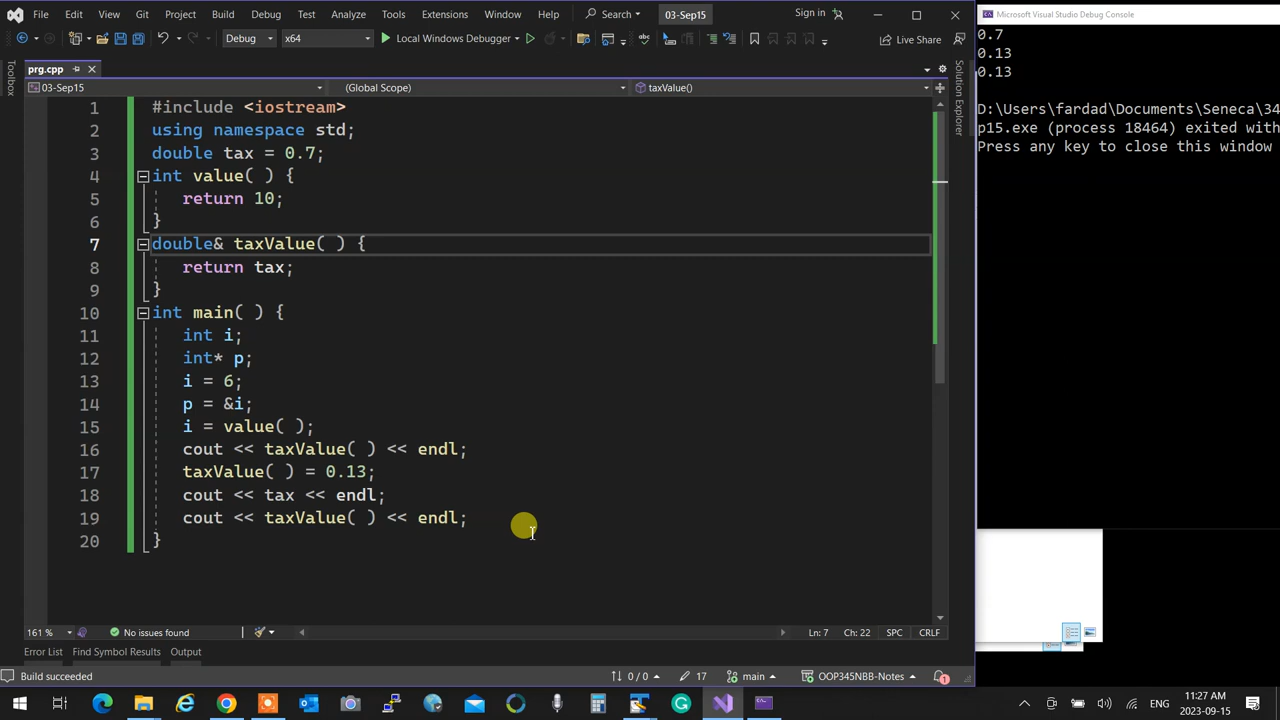 File Edit View Git Project Build Debug Extensions Window Help Search 03-Sep15 Sign in
Debug x64 Local Windows Debugger Live Share
prg.cpp
03-Sep15 (Global Scope) taxValue()
1 #include <iostream>
2 using namespace std;
3 double tax = 0.7;
4 int value( ) {
5 return 10;
6 }
7 double& taxValue( ) {
8 return tax;
9 }
10 int main( ) {
11 int i;
12 int* p;
13 i = 6;
14 p = &i;
15 i = value( );
16 cout << taxValue( ) << endl;
17 taxValue( ) = 0.13;
18 cout << tax << endl;
19 cout << taxValue( ) << endl;
20 }
Toolbox
Solution Explorer
161 % No issues found Ln: 7 Ch: 22 SPC CRLF
Error List Find Symbol Results Output
Build succeeded 0 / 0 17 main OOP345NBB-Notes 1
Microsoft Visual Studio Debug Console
0.7
0.13
0.13
D:\Users\fardad\Documents\Seneca\34
p15.exe (process 18464) exited with
Press any key to close this window
ENG 11:27 AM
2023-09-15